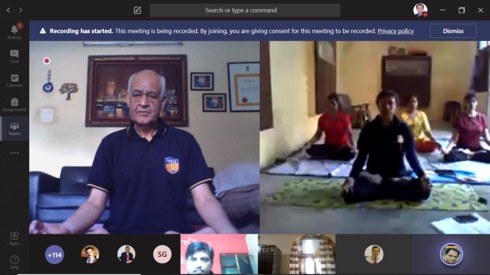 Search or type a command
Recording has started. This meeting is being recorded. By joining, you are giving consent for this meeting to be recorded. Privacy policy
Dismiss
Activity
Chat
Calendar
Assignments
Teams
Apps
Help
+114
SG